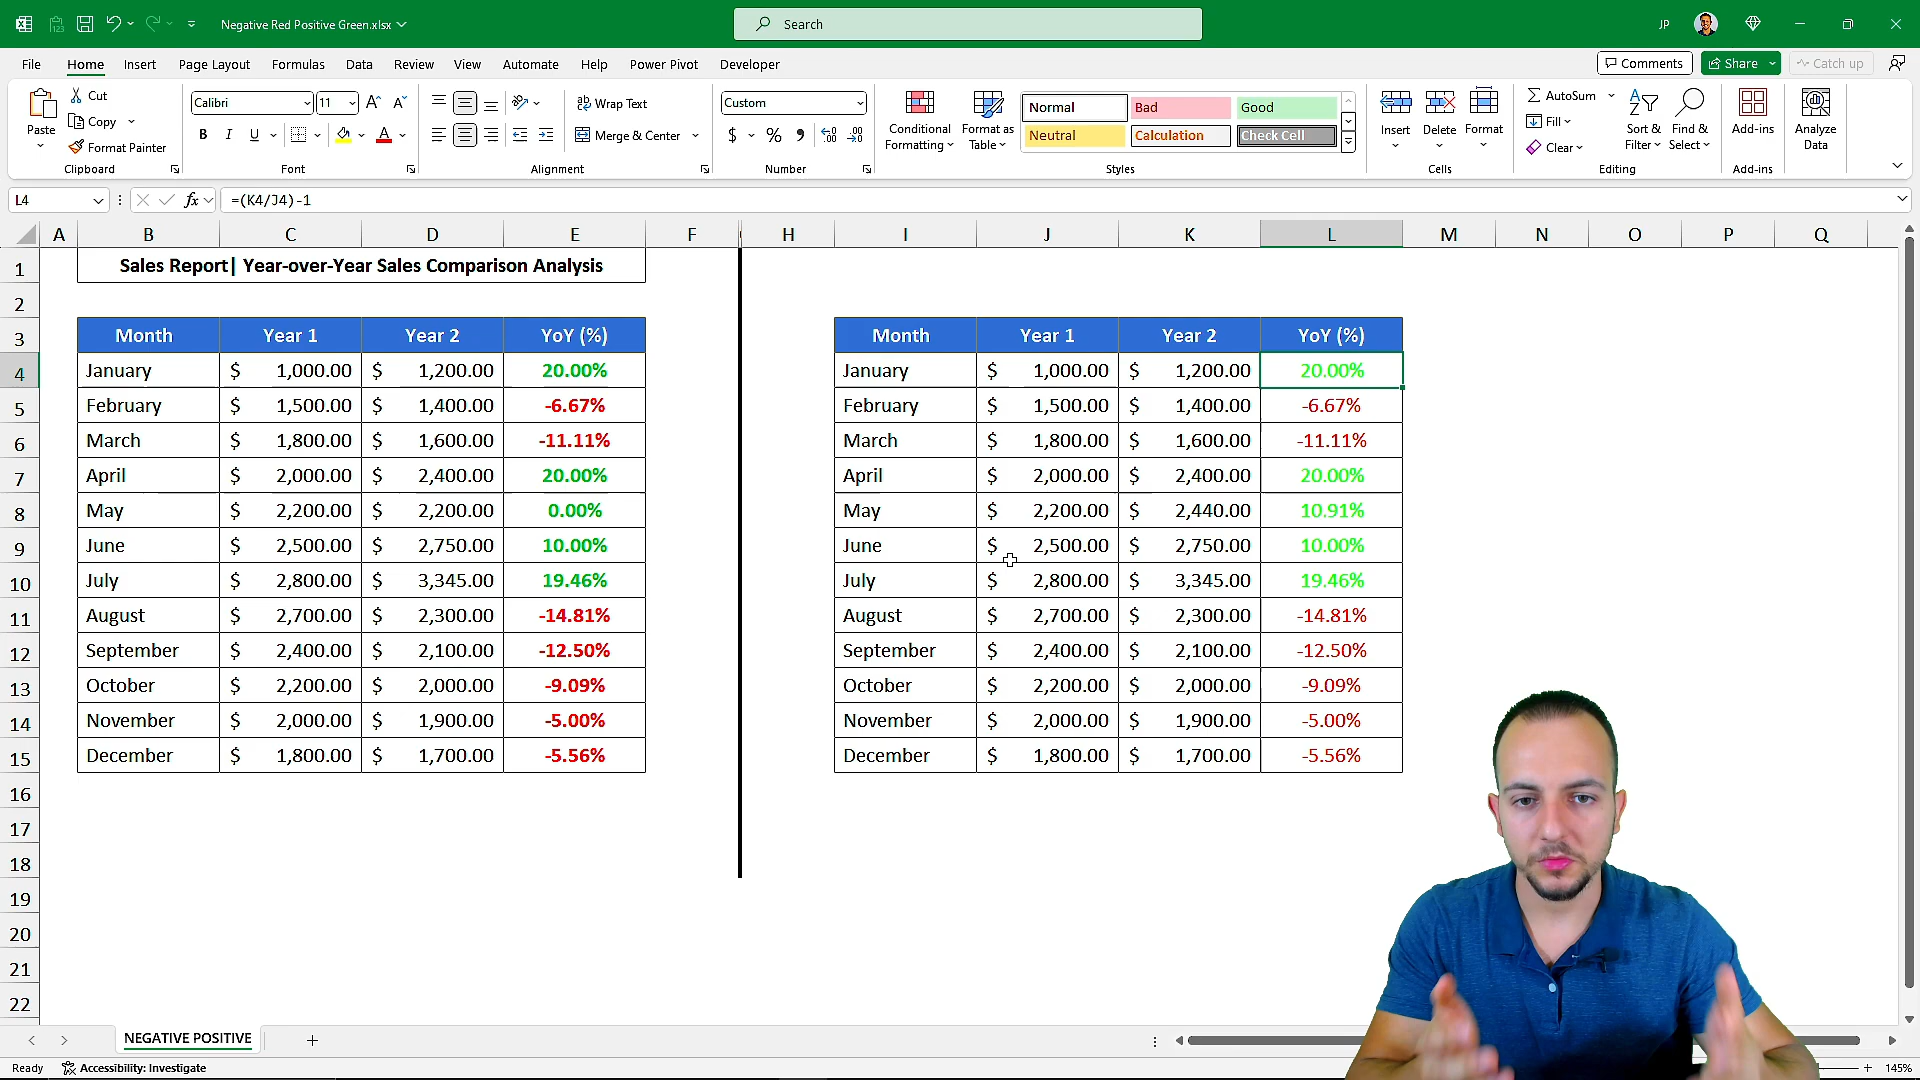 Negative Red Positive Green.xlsx
Search
JP
File Home Insert Page Layout Formulas Data Review View Automate Help Power Pivot Developer
Comments Share Catch up
Paste Cut Copy Format Painter
Calibri 11
B I U
Wrap Text
Merge & Center
Custom
$ % ,
Conditional Formatting Format as Table
Normal Bad Good
Neutral Calculation Check Cell
Insert Delete Format
AutoSum Fill Clear
Sort & Filter Find & Select
Add-ins
Analyze Data
Clipboard Font Alignment Number Styles Cells Editing Add-ins
L4 fx =(K4/J4)-1
A B C D E F H I J K L M N O P Q
1 Sales Report| Year-over-Year Sales Comparison Analysis
2
3 Month Year 1 Year 2 YoY (%) Month Year 1 Year 2 YoY (%)
4 January $ 1,000.00 $ 1,200.00 20.00% January $ 1,000.00 $ 1,200.00 20.00%
5 February $ 1,500.00 $ 1,400.00 -6.67% February $ 1,500.00 $ 1,400.00 -6.67%
6 March $ 1,800.00 $ 1,600.00 -11.11% March $ 1,800.00 $ 1,600.00 -11.11%
7 April $ 2,000.00 $ 2,400.00 20.00% April $ 2,000.00 $ 2,400.00 20.00%
8 May $ 2,200.00 $ 2,200.00 0.00% May $ 2,200.00 $ 2,440.00 10.91%
9 June $ 2,500.00 $ 2,750.00 10.00% June $ 2,500.00 $ 2,750.00 10.00%
10 July $ 2,800.00 $ 3,345.00 19.46% July $ 2,800.00 $ 3,345.00 19.46%
11 August $ 2,700.00 $ 2,300.00 -14.81% August $ 2,700.00 $ 2,300.00 -14.81%
12 September $ 2,400.00 $ 2,100.00 -12.50% September $ 2,400.00 $ 2,100.00 -12.50%
13 October $ 2,200.00 $ 2,000.00 -9.09% October $ 2,200.00 $ 2,000.00 -9.09%
14 November $ 2,000.00 $ 1,900.00 -5.00% November $ 2,000.00 $ 1,900.00 -5.00%
15 December $ 1,800.00 $ 1,700.00 -5.56% December $ 1,800.00 $ 1,700.00 -5.56%
16
17
18
19
20
21
22
NEGATIVE POSITIVE
Ready Accessibility: Investigate 145%